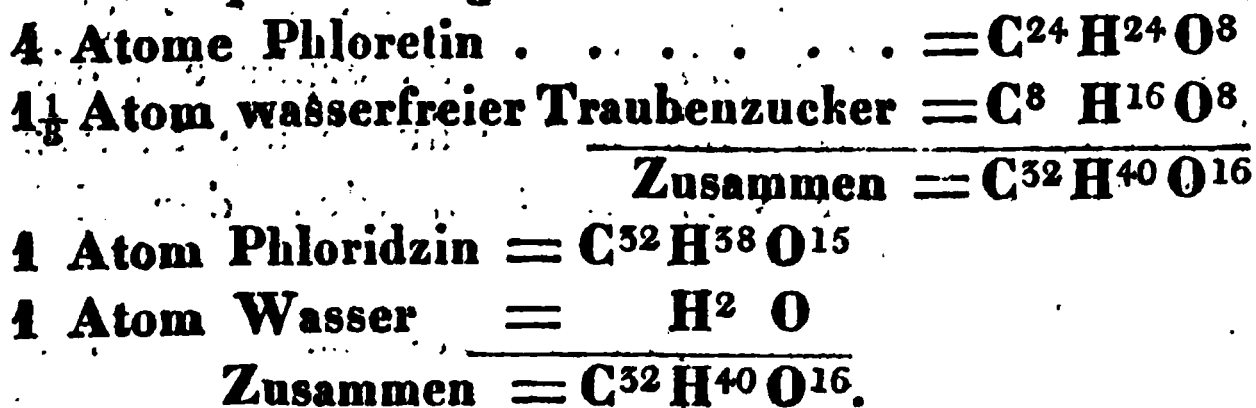 4 Atome Phloretin . . . . . . . = C²⁴ H²⁴ O⁸
1⅓ Atom wasserfreier Traubenzucker = C⁸ H¹⁶ O⁸
Zusammen = C³² H⁴⁰ O¹⁶
1 Atom Phloridzin = C³² H³⁸ O¹⁵
1 Atom Wasser = H² O
Zusammen = C³² H⁴⁰ O¹⁶.